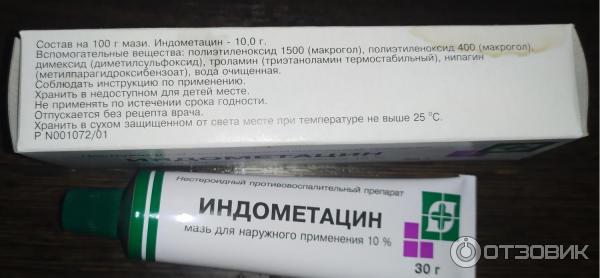 Состав на 100 г мази. Индометацин - 10,0 г.
Вспомогательные вещества: полиэтиленоксид 1500 (макрогол), полиэтиленоксид 400 (макрогол),
димексид (диметилсульфоксид), троламин (триэтаноламин термостабильный), нипагин
(метилпарагидроксибензоат), вода очищенная.
Соблюдать инструкцию по применению.
Хранить в недоступном для детей месте.
Не применять по истечении срока годности.
Отпускается без рецепта врача.
Хранить в сухом защищенном от света месте при температуре не выше 25 °С.
Р N001072/01
ИНДОМЕТАЦИН
Нестероидный противовоспалительный препарат
ИНДОМЕТАЦИН
мазь для наружного применения 10 %
30 г
ОТЗОВИК